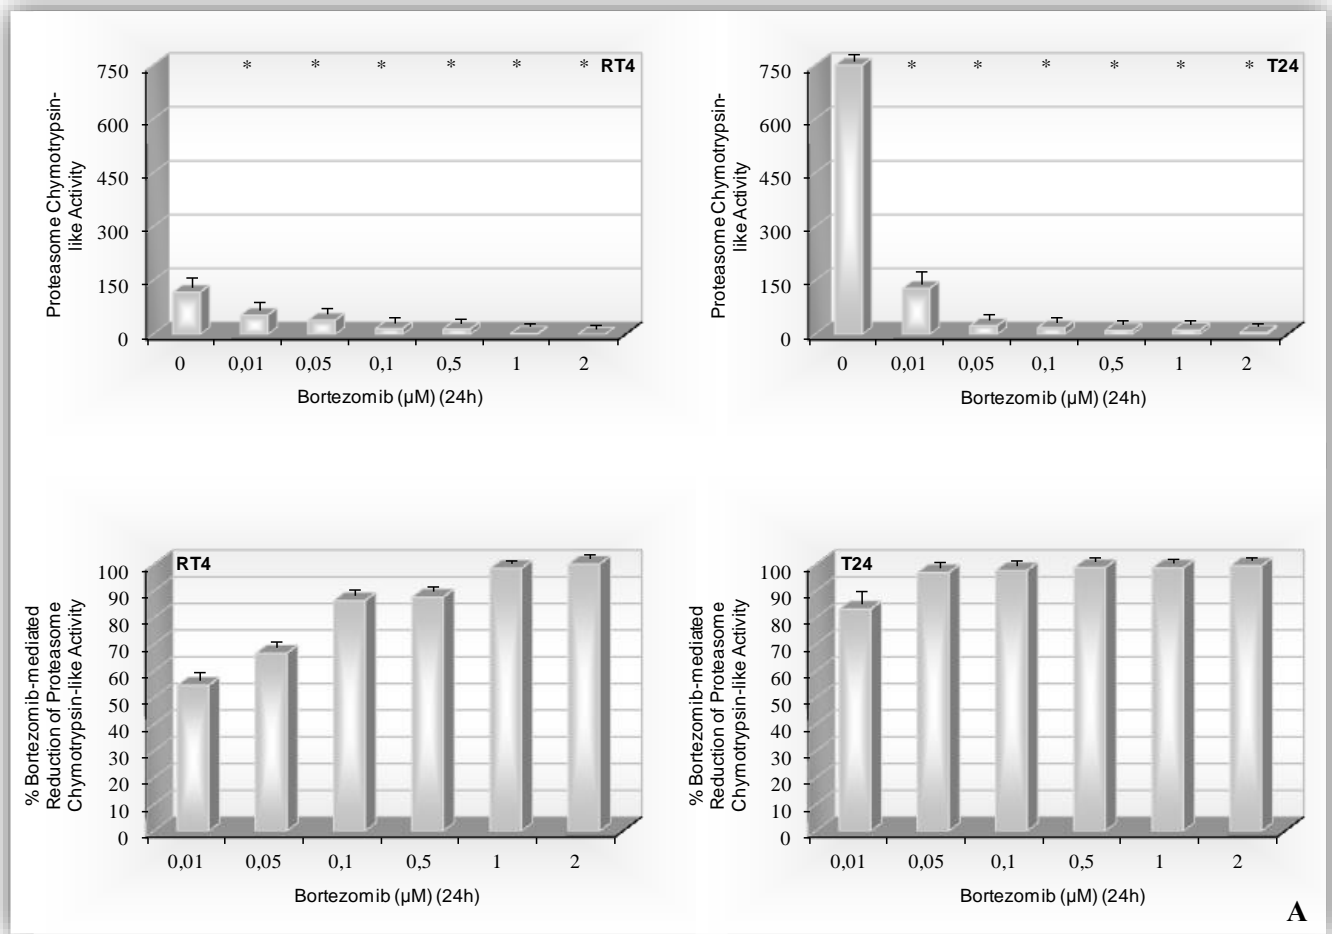 * * * * * * RT4
750
600
450
300
150
0
Proteasome Chymotrypsin-
like Activity
0 0,01 0,05 0,1 0,5 1 2
Bortezomib (µM) (24h)
* * * * * * T24
750
600
450
300
150
0
Proteasome Chymotrypsin-
like Activity
0 0,01 0,05 0,1 0,5 1 2
Bortezomib (µM) (24h)
RT4
100
90
80
70
60
50
40
30
20
10
0
% Bortezomib-mediated
Reduction of Proteasome
Chymotrypsin-like Activity
0,01 0,05 0,1 0,5 1 2
Bortezomib (µM) (24h)
T24
100
90
80
70
60
50
40
30
20
10
0
% Bortezomib-mediated
Reduction of Proteasome
Chymotrypsin-like Activity
0,01 0,05 0,1 0,5 1 2
Bortezomib (µM) (24h)
A